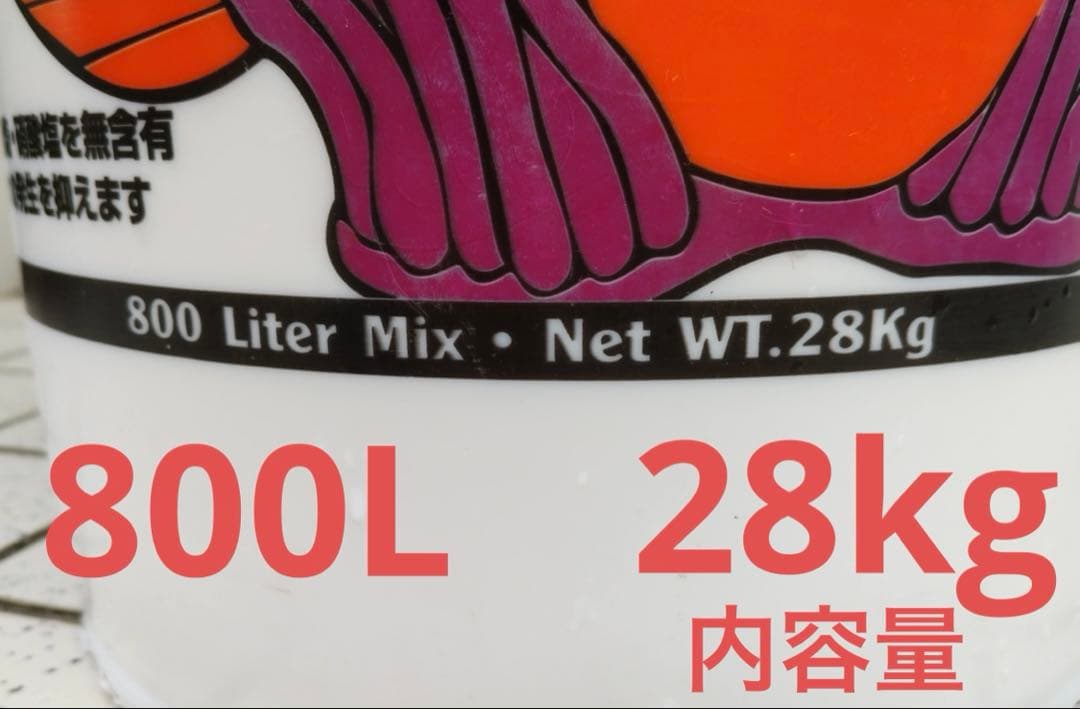 硝酸塩を無含有
発生を抑えます
800 Liter Mix • Net WT.28Kg
800L 28kg
内容量